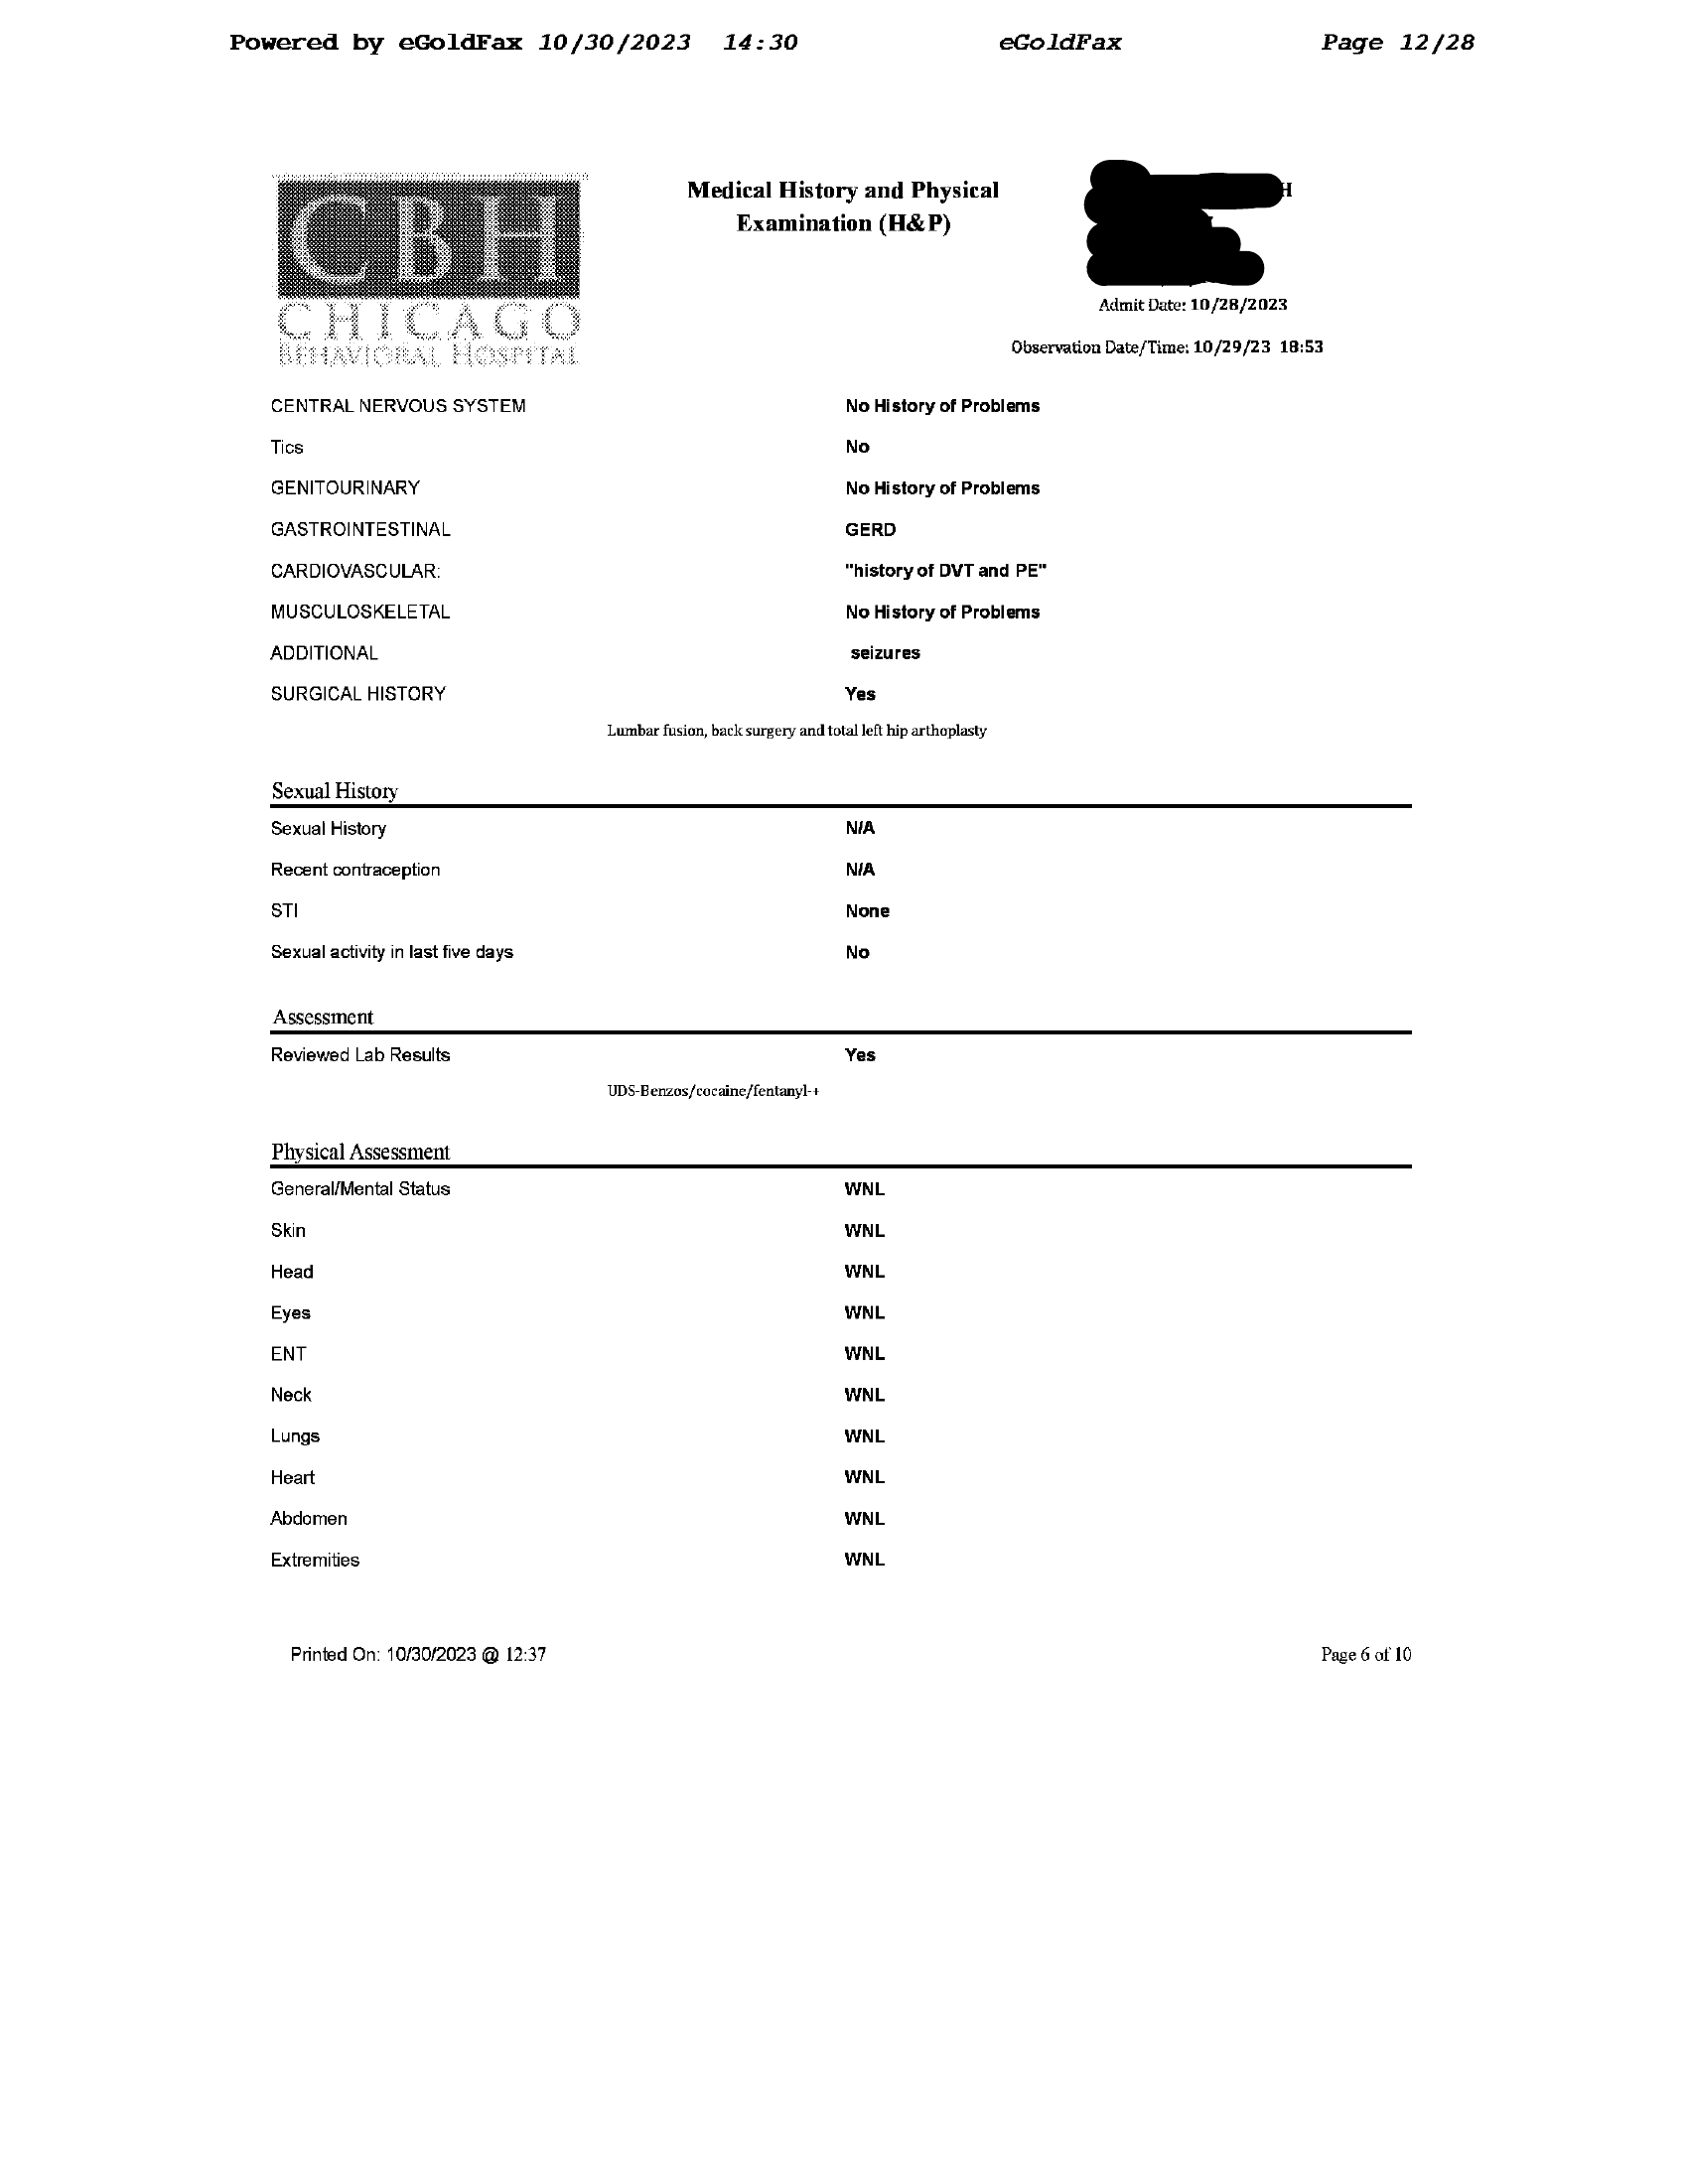 Powered by eGoldFax 10/30/2023 14:30 eGoldFax Page 12/28
CBH
CHICAGO
BEHAVIORAL HOSPITAL
Medical History and Physical
Examination (H&P)
H
Admit Date: 10/28/2023
Observation Date/Time: 10/29/23 18:53
CENTRAL NERVOUS SYSTEM No History of Problems
Tics No
GENITOURINARY No History of Problems
GASTROINTESTINAL GERD
CARDIOVASCULAR: "history of DVT and PE"
MUSCULOSKELETAL No History of Problems
ADDITIONAL seizures
SURGICAL HISTORY Yes
Lumbar fusion, back surgery and total left hip arthoplasty
Sexual History
Sexual History N/A
Recent contraception N/A
STI None
Sexual activity in last five days No
Assessment
Reviewed Lab Results Yes
UDS-Benzos/cocaine/fentanyl-+
Physical Assessment
General/Mental Status WNL
Skin WNL
Head WNL
Eyes WNL
ENT WNL
Neck WNL
Lungs WNL
Heart WNL
Abdomen WNL
Extremities WNL
Printed On: 10/30/2023 @ 12:37 Page 6 of 10